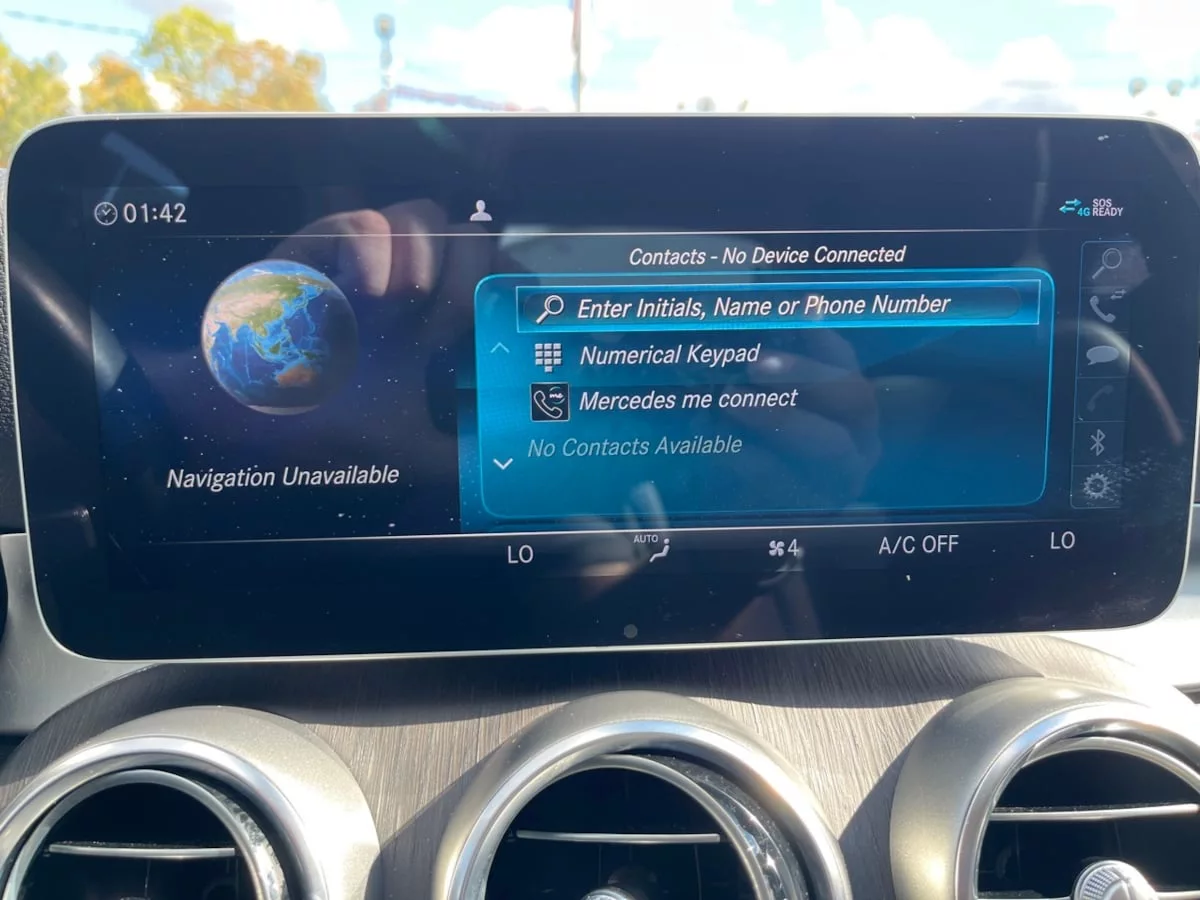 01:42
4G SOS READY
Contacts - No Device Connected
Enter Initials, Name or Phone Number
Numerical Keypad
me
Mercedes me connect
No Contacts Available
Navigation Unavailable
LO AUTO 4 A/C OFF LO